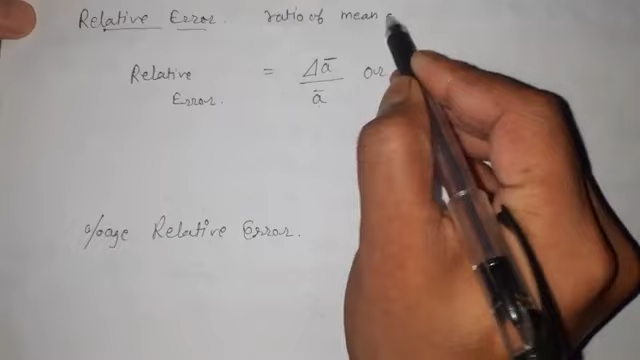 Relative Error. ratio of mean
Relative = Δā or
Error. ā
%age Relative Error.